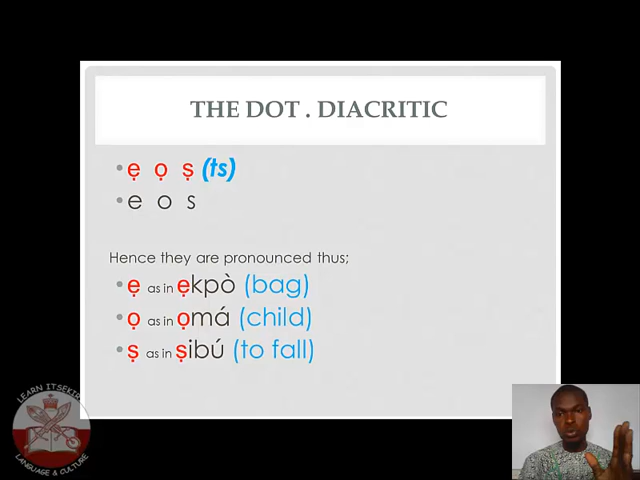 THE DOT . DIACRITIC
•ẹ ọ ṣ (ts)
•e o s
Hence they are pronounced thus;
•ẹ as in ẹkpò (bag)
•ọ as in ọmá (child)
•ṣ as in ṣibú (to fall)
LEARN ITSEKIRI
LANGUAGE & CULTURE